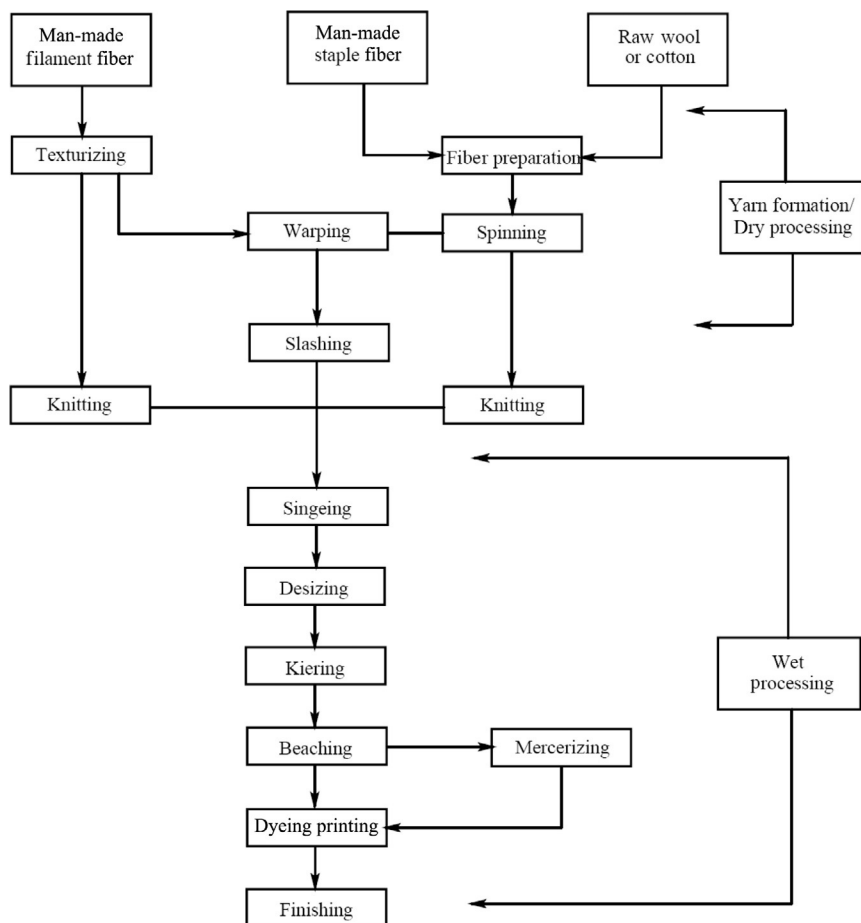 Man-made
filament fiber
Man-made
staple fiber
Raw wool
or cotton
Texturizing
Fiber preparation
Yarn formation/
Dry processing
Warping
Spinning
Slashing
Knitting
Knitting
Singeing
Desizing
Kiering
Wet
processing
Beaching
Mercerizing
Dyeing printing
Finishing